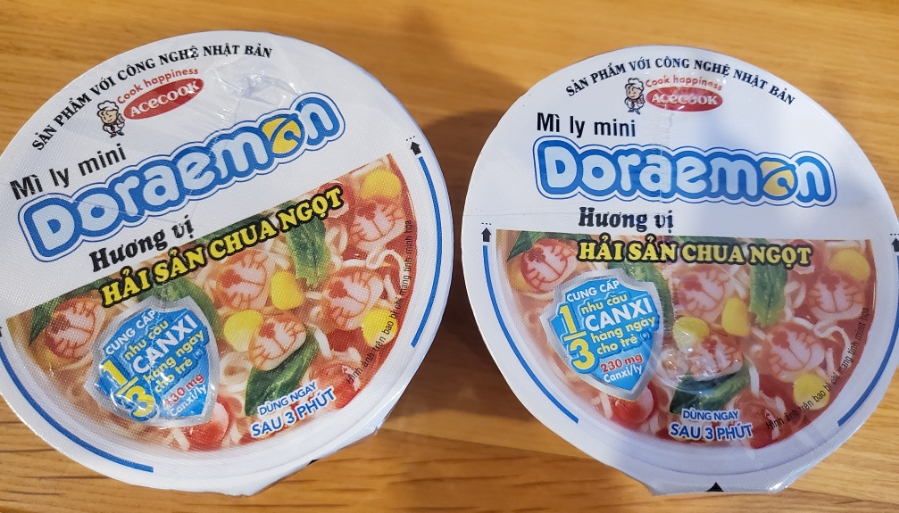 SẢN PHẨM VỚI CÔNG NGHỆ NHẬT BẢN
Cook happiness
ACECOOK
Mì ly mini
Doraemon
Hương vị
HẢI SẢN CHUA NGỌT
CUNG CẤP
1/3
nhu cầu
CANXI
hàng ngày
cho trẻ (*)
230 mg
Canxi/ly
DÙNG NGAY
SAU 3 PHÚT
SẢN PHẨM VỚI CÔNG NGHỆ NHẬT BẢN
Cook happiness
ACECOOK
Mì ly mini
Doraemon
Hương vị
HẢI SẢN CHUA NGỌT
CUNG CẤP
1/3
nhu cầu
CANXI
hàng ngày
cho trẻ (*)
230 mg
Canxi/ly
DÙNG NGAY
SAU 3 PHÚT